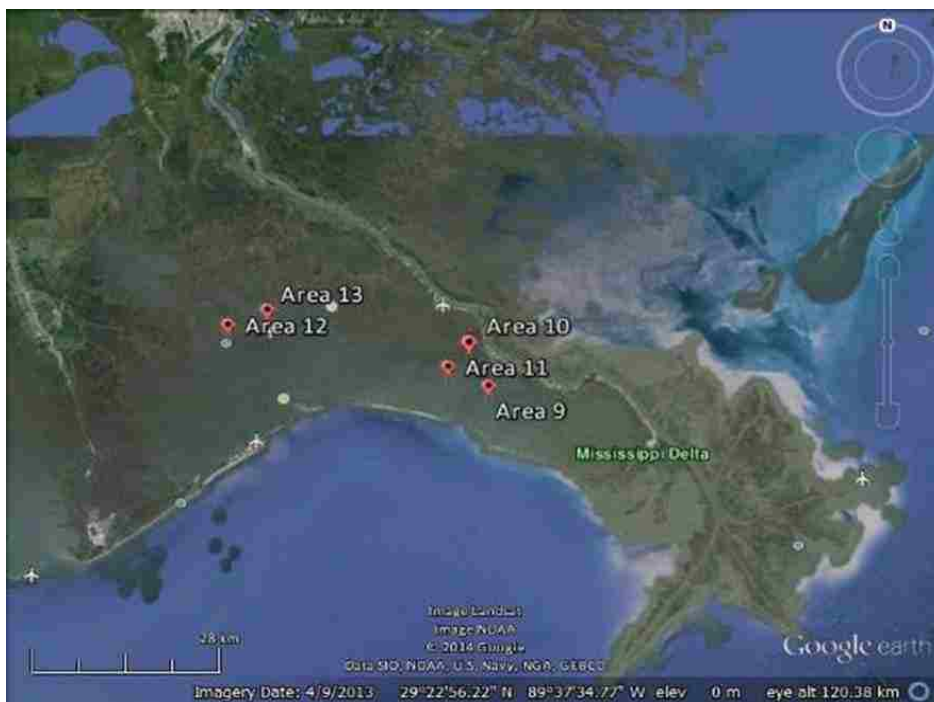 N
Area 13
Area 12
Area 10
Area 11
Area 9
Mississippi Delta
28 km
Image Landsat
Image NOAA
© 2014 Google
Data SIO, NOAA, U.S. Navy, NGA, GEBCO
Google earth
Imagery Date: 4/9/2013 29°22'56.22" N 89°37'34.77" W elev 0 m eye alt 120.38 km